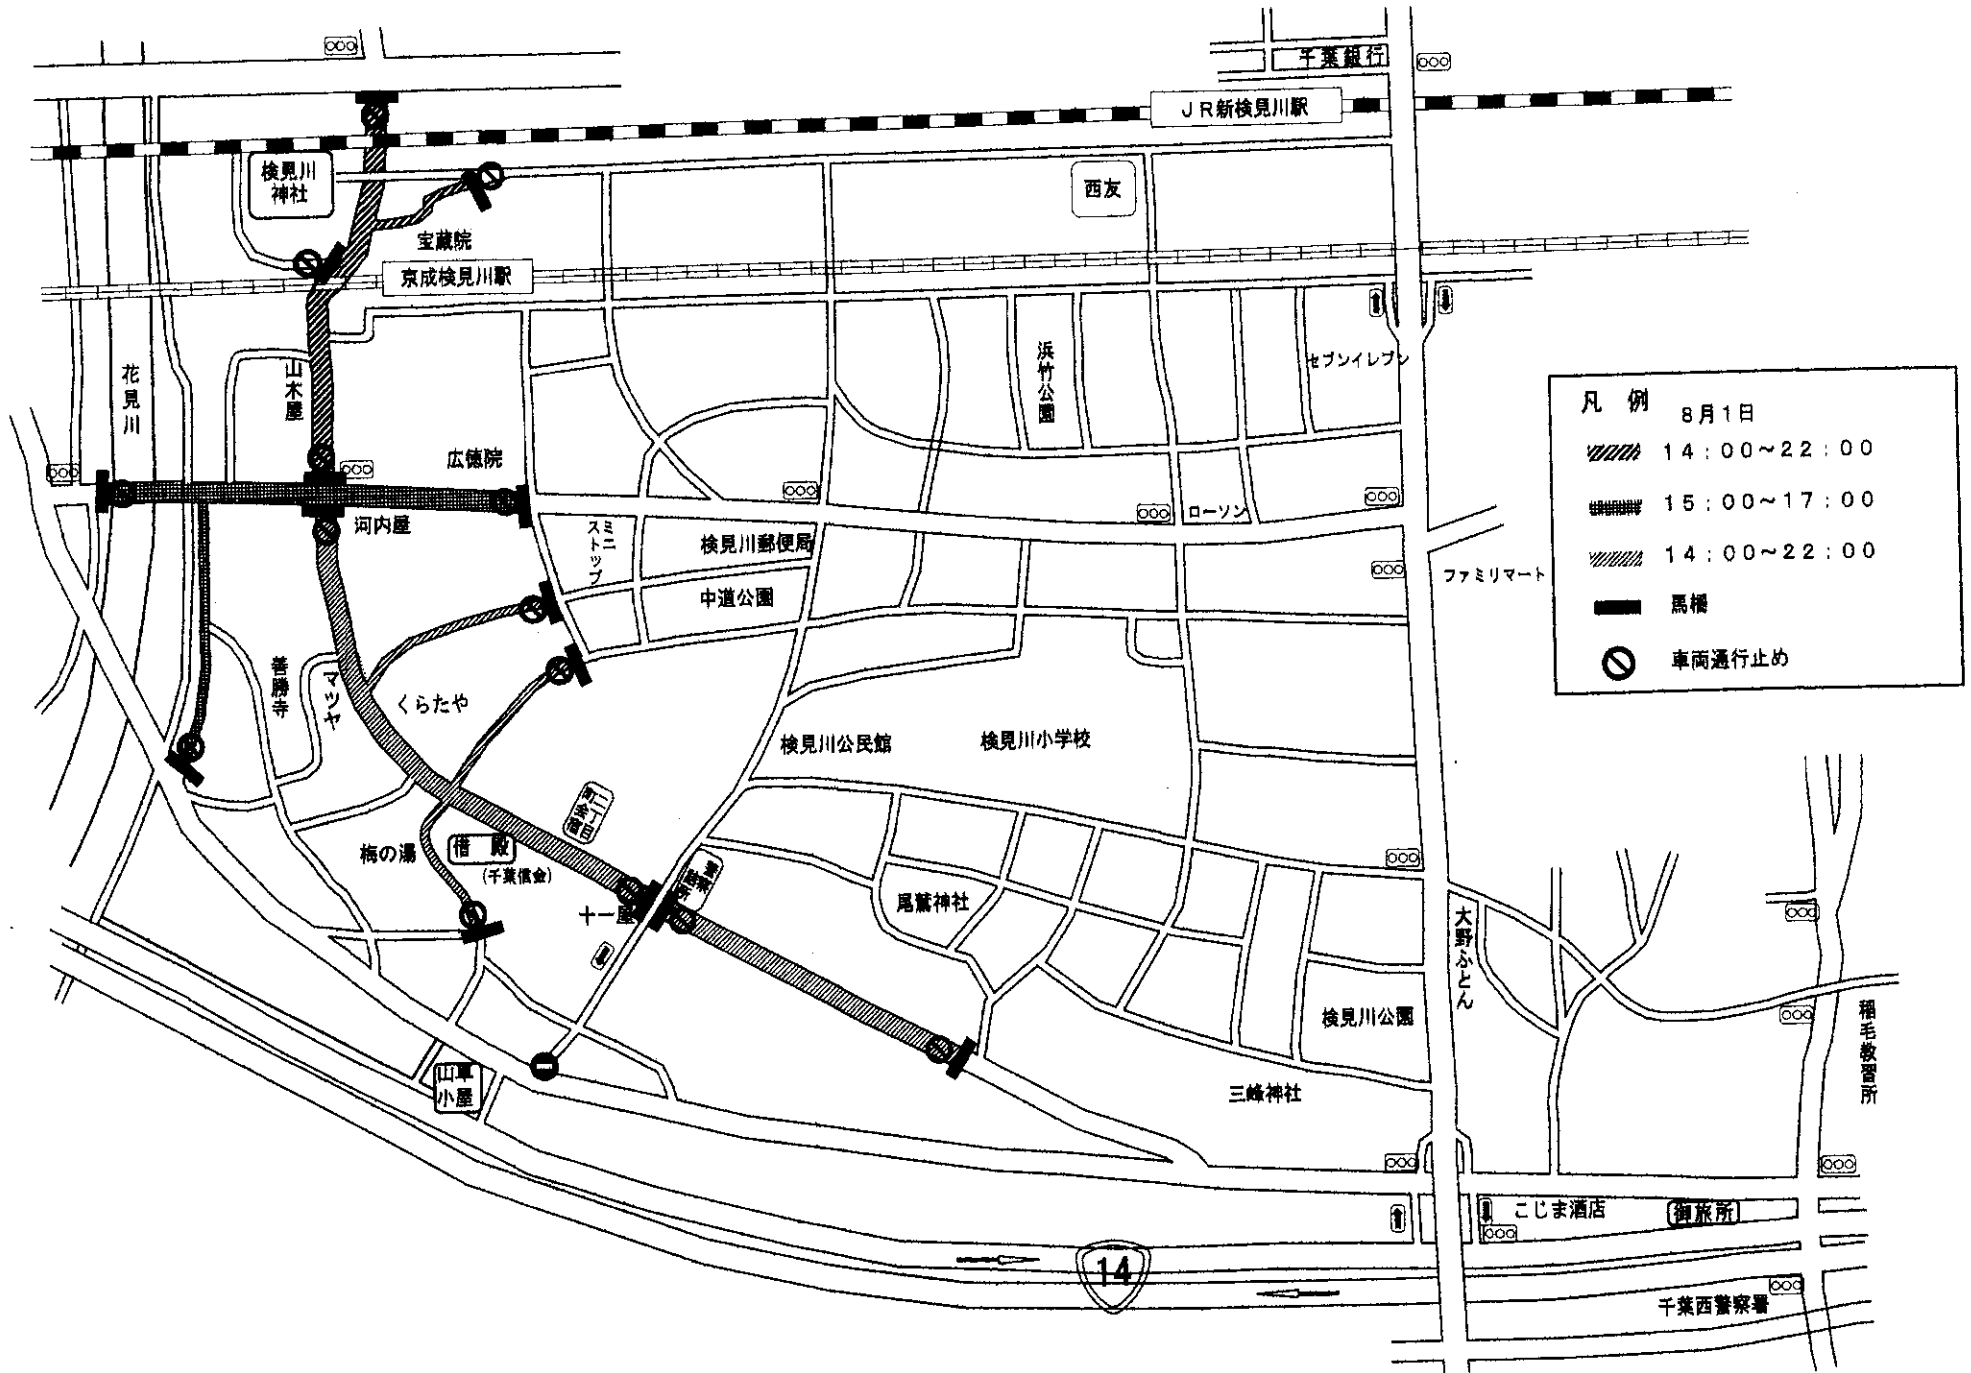 千葉銀行
JR新検見川駅
検見川
神社
西友
宝蔵院
京成検見川駅
花見川
山木屋
浜竹公園
セブンイレブン
凡 例
8月1日
14:00~22:00
15:00~17:00
14:00~22:00
馬柵
車両通行止め
広徳院
河内屋
ミニ
ストップ
検見川郵便局
ローソン
中道公園
ファミリマート
善勝寺
マツヤ
くらたや
検見川公民館
検見川小学校
二丁目
町会
梅の湯
借 殿
(千葉信金)
警察
詰所
十一屋
尾鷲神社
大野ふとん
検見川公園
稲毛教習所
山車
小屋
三峰神社
こじま酒店
御旅所
14
千葉西警察署